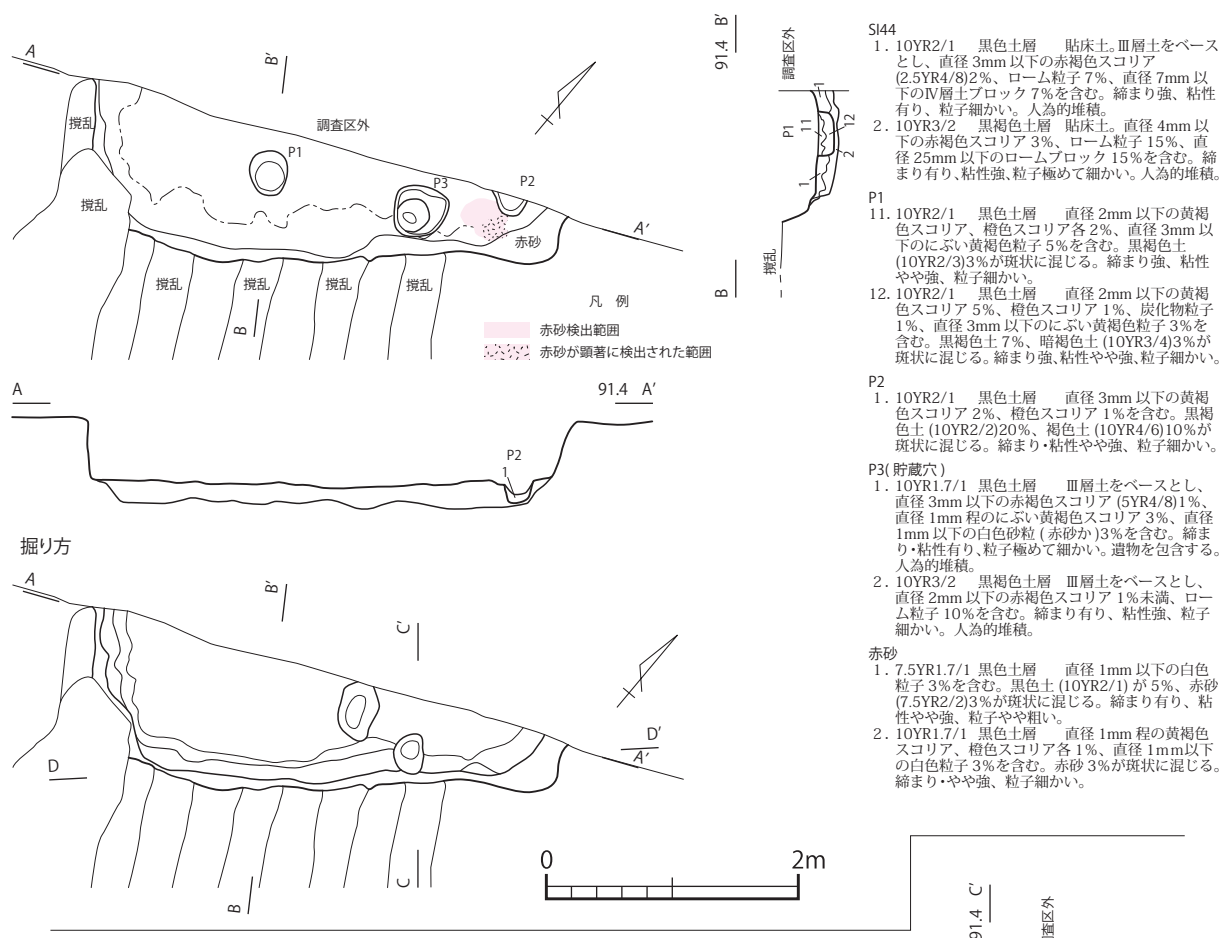 A
B'
撹乱
調査区外
P1
P3
P2
撹乱
A'
赤砂
撹乱
撹乱
撹乱
撹乱
B
凡 例
赤砂検出範囲
赤砂が顕著に検出された範囲
91.4 B'
調査区外
1
P1
11
12
2
1
撹乱
B
A
91.4 A'
P2
1
掘り方
A
B'
C'
D'
A'
D
B
C
0
2m
91.4 C'
調査区外
SI44
1. 10YR2/1 黒色土層 貼床土。Ⅲ層土をベース
とし、直径 3mm 以下の赤褐色スコリア
(2.5YR4/8)2%、ローム粒子 7%、直径 7mm 以
下のⅣ層土ブロック 7%を含む。締まり強、粘性
有り、粒子細かい。人為的堆積。
2. 10YR3/2 黒褐色土層 貼床土。直径 4mm 以
下の赤褐色スコリア 3%、ローム粒子 15%、直
径 25mm 以下のロームブロック 15%を含む。締
まり有り、粘性強、粒子極めて細かい。人為的堆積。
P1
11. 10YR2/1 黒色土層 直径 2mm 以下の黄褐
色スコリア、橙色スコリア各 2%、直径 3mm 以
下のにぶい黄褐色粒子 5%を含む。黒褐色土
(10YR2/3)3%が斑状に混じる。締まり強、粘性
やや強、粒子細かい。
12. 10YR2/1 黒色土層 直径 2mm 以下の黄褐
色スコリア 5%、橙色スコリア 1%、炭化物粒子
1%、直径 3mm 以下のにぶい黄褐色粒子 3%を
含む。黒褐色土 7%、暗褐色土 (10YR3/4)3%が
斑状に混じる。締まり強、粘性やや強、粒子細かい。
P2
1. 10YR2/1 黒色土層 直径 3mm 以下の黄褐
色スコリア 2%、橙色スコリア 1%を含む。黒褐
色土 (10YR2/2)20%、褐色土 (10YR4/6)10%が
斑状に混じる。締まり・粘性やや強、粒子細かい。
P3( 貯蔵穴 )
1. 10YR1.7/1 黒色土層 Ⅲ層土をベースとし、
直径 3mm 以下の赤褐色スコリア (5YR4/8)1%、
直径 1mm 程のにぶい黄褐色スコリア 3%、直径
1mm 以下の白色砂粒 ( 赤砂か )3%を含む。締ま
り・粘性有り、粒子極めて細かい。遺物を包含する。
人為的堆積。
2. 10YR3/2 黒褐色土層 Ⅲ層土をベースとし、
直径 2mm 以下の赤褐色スコリア 1%未満、ロー
ム粒子 10%を含む。締まり有り、粘性強、粒子
細かい。人為的堆積。
赤砂
1. 7.5YR1.7/1 黒色土層 直径 1mm 以下の白色
粒子 3%を含む。黒色土 (10YR2/1) が 5%、赤砂
(7.5YR2/2)3%が斑状に混じる。締まり有り、粘
性やや強、粒子やや粗い。
2. 10YR1.7/1 黒色土層 直径 1mm 程の黄褐色
スコリア、橙色スコリア各 1%、直径 1mm以下
の白色粒子 3%を含む。赤砂 3%が斑状に混じる。
締まり・やや強、粒子細かい。